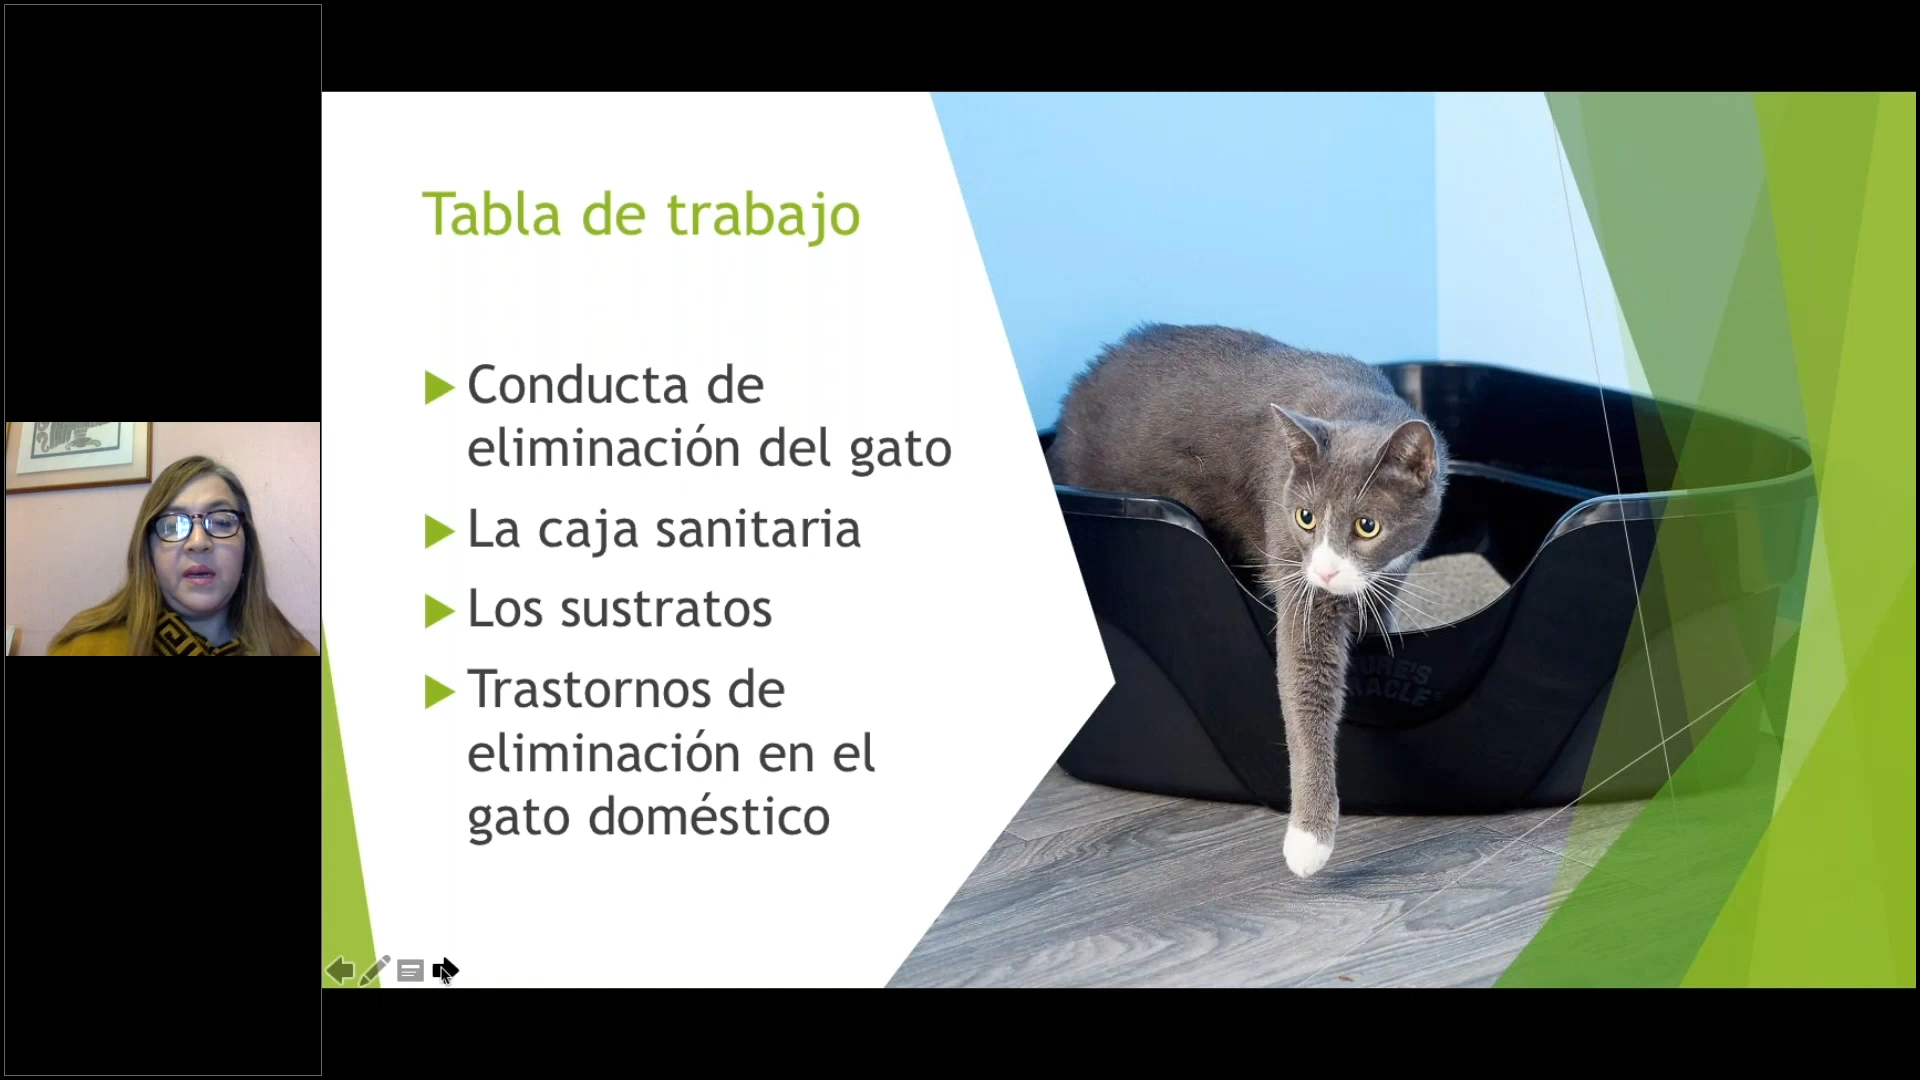 Tabla de trabajo
Conducta de
eliminación del gato
La caja sanitaria
Los sustratos
Trastornos de
eliminación en el
gato doméstico